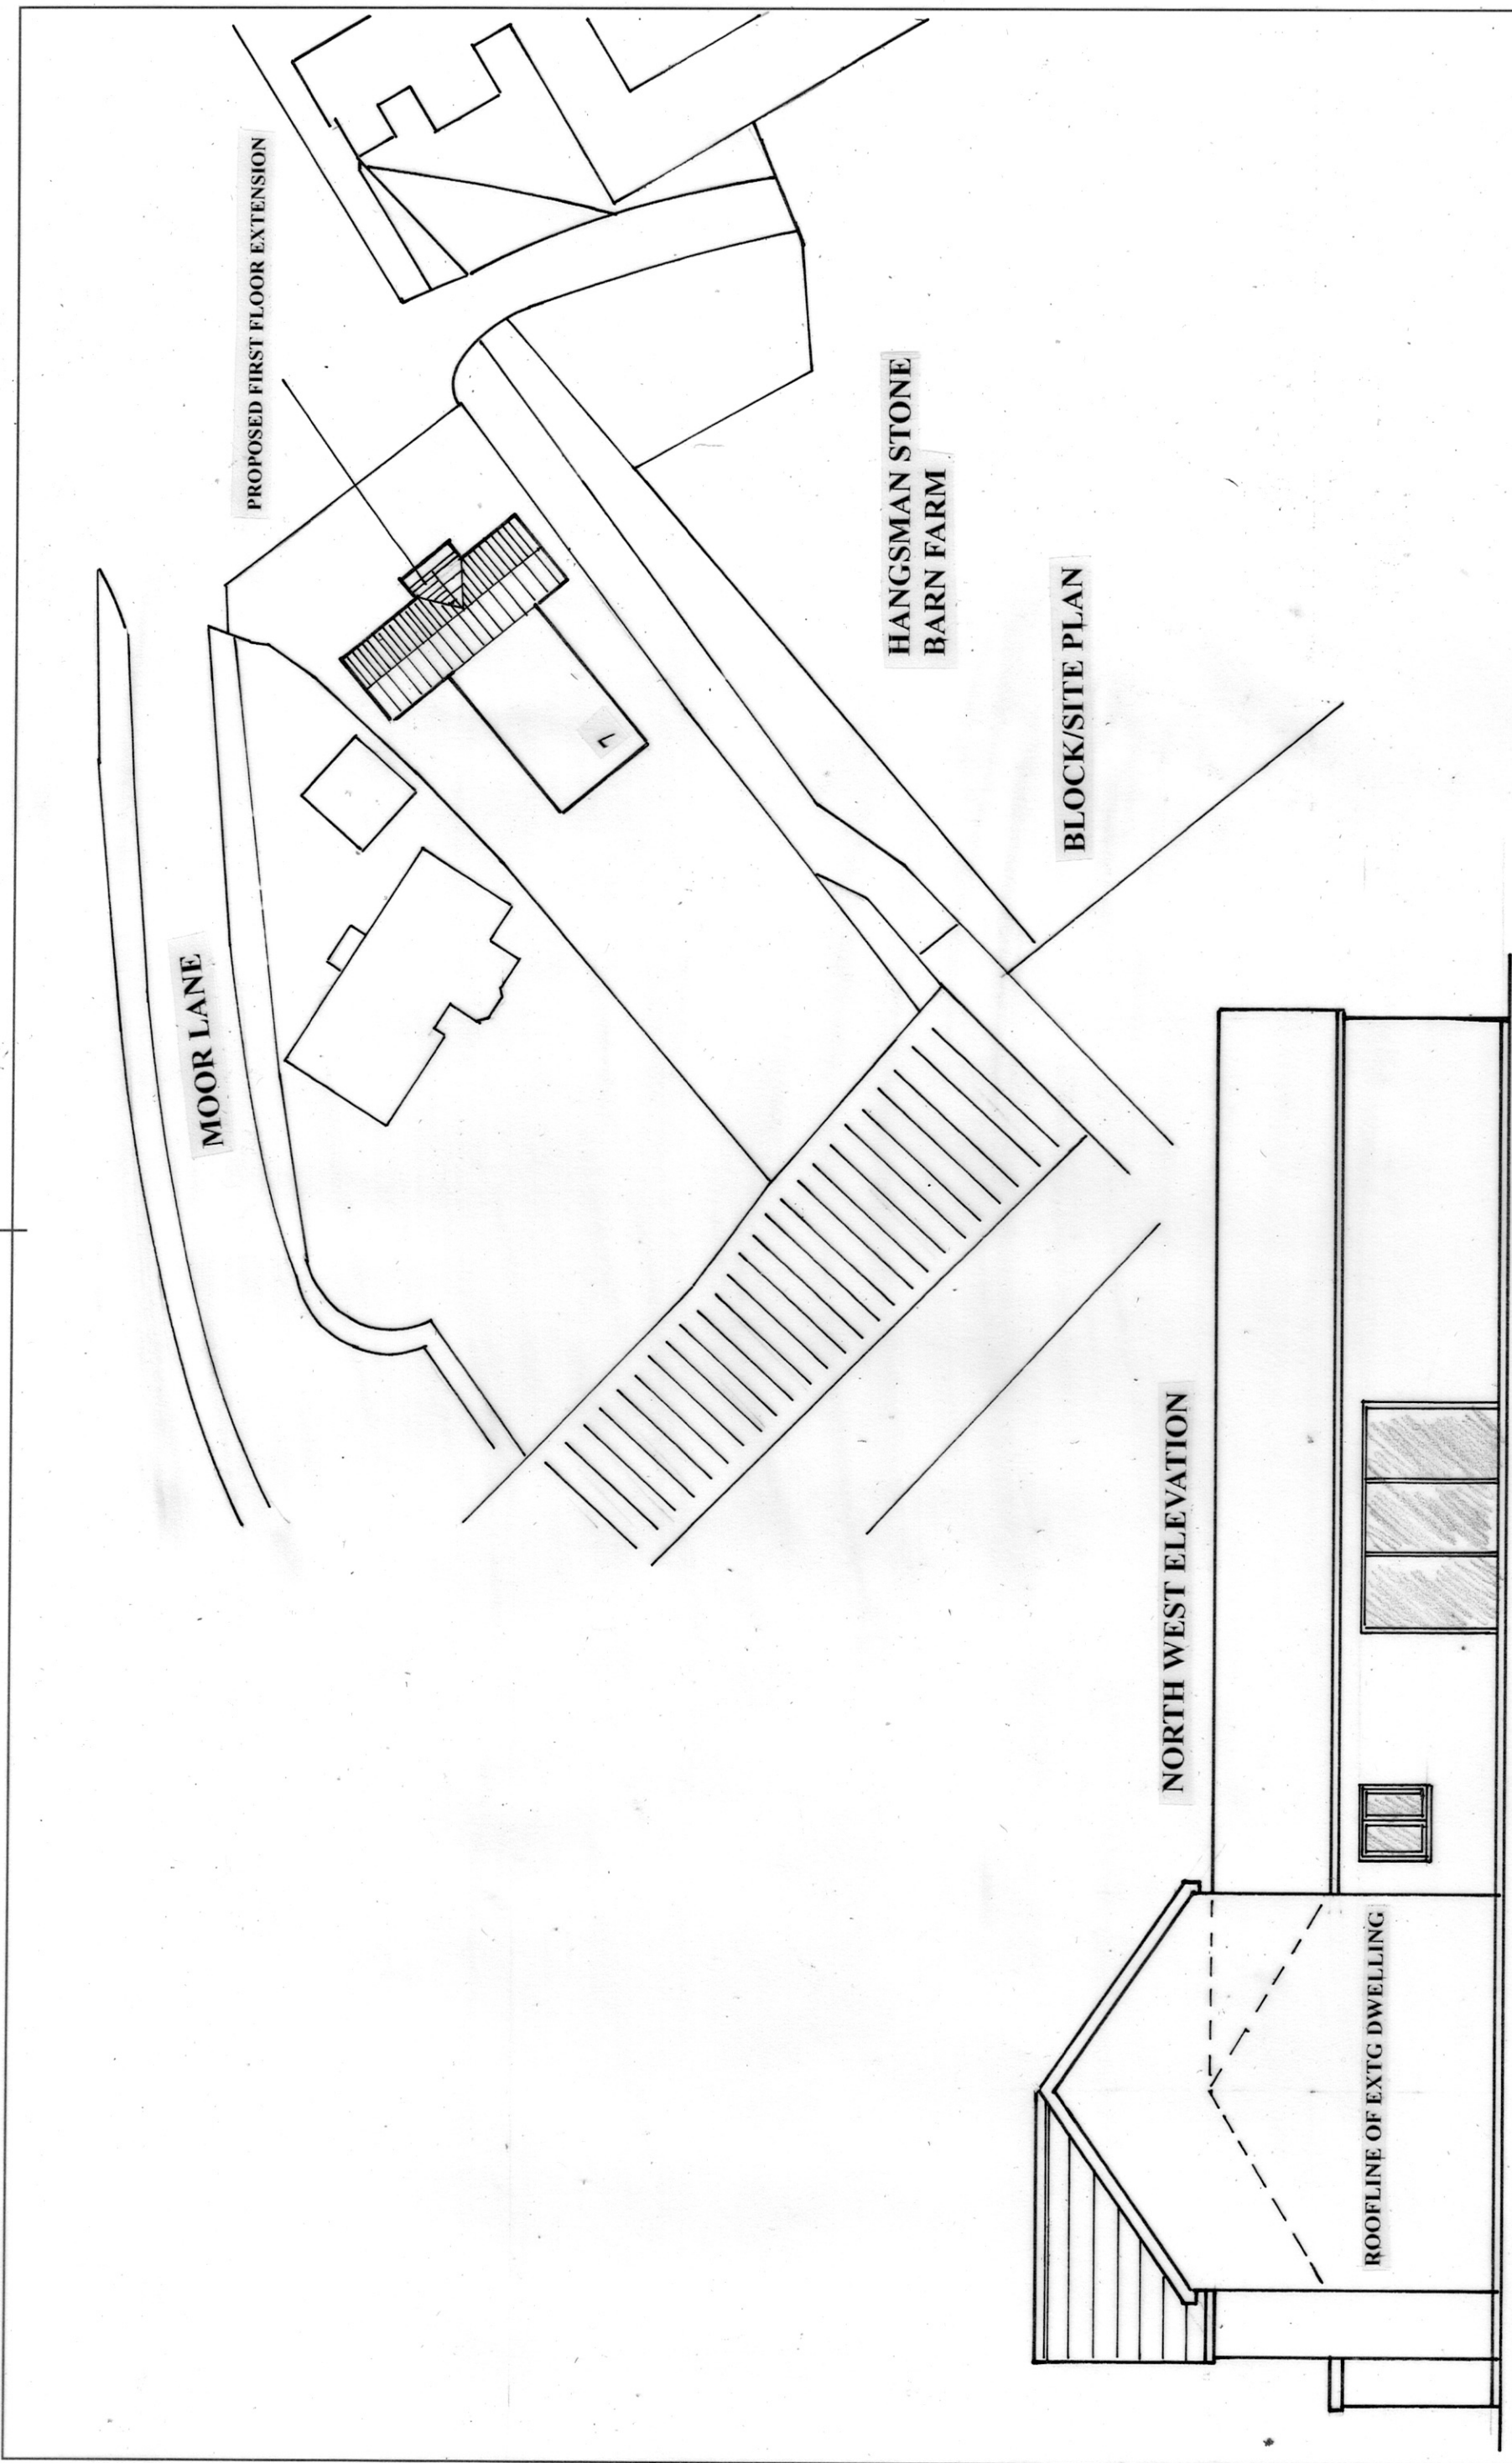 PROPOSED FIRST FLOOR EXTENSION
MOOR LANE
HANGSMAN STONE
BARN FARM
BLOCK/SITE PLAN
L
NORTH WEST ELEVATION
ROOFLINE OF EXTG DWELLING